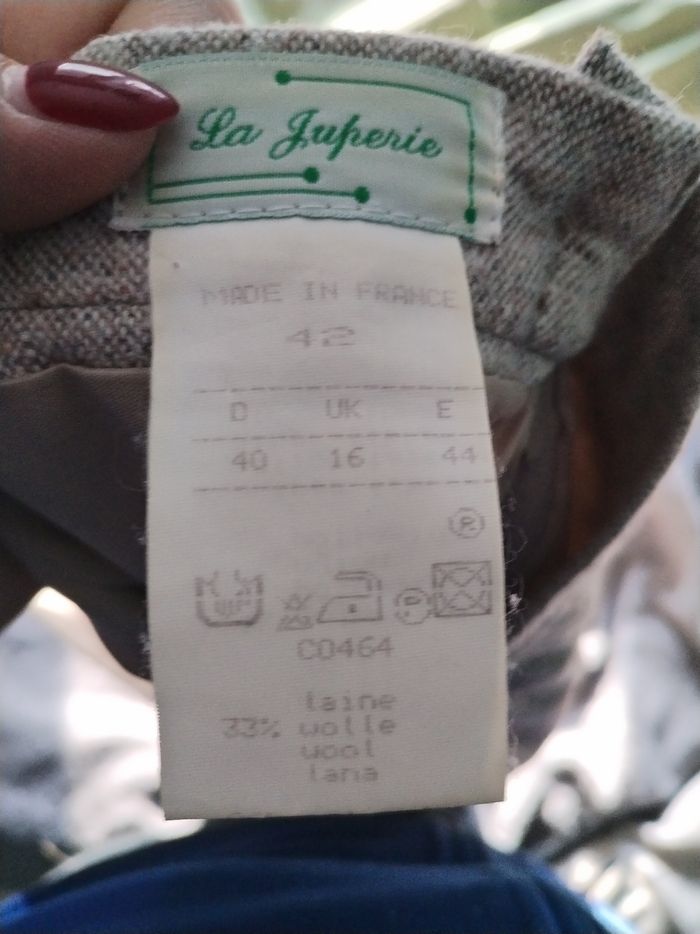 La Juperie
MADE IN FRANCE
42
D UK E
40 16 44
®
P
C0464
laine
33% wolle
wool
lana